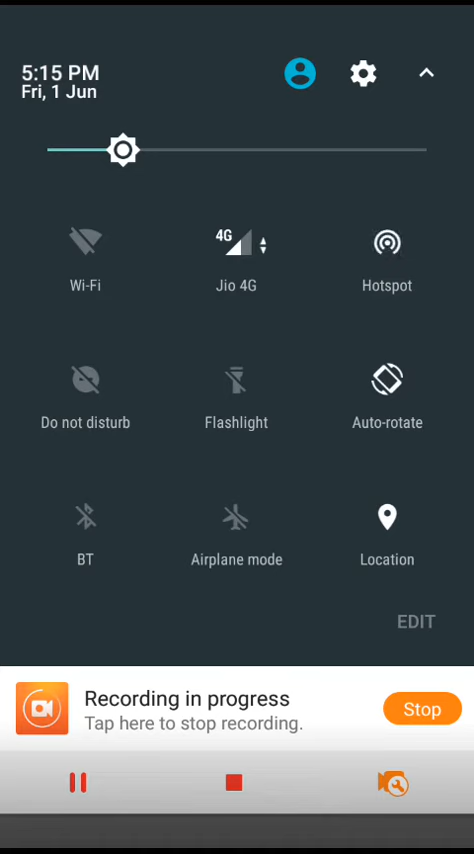 5:15 PM
Fri, 1 Jun
4G
Wi-Fi
Jio 4G
Hotspot
Do not disturb
Flashlight
Auto-rotate
BT
Airplane mode
Location
EDIT
Recording in progress
Tap here to stop recording.
Stop